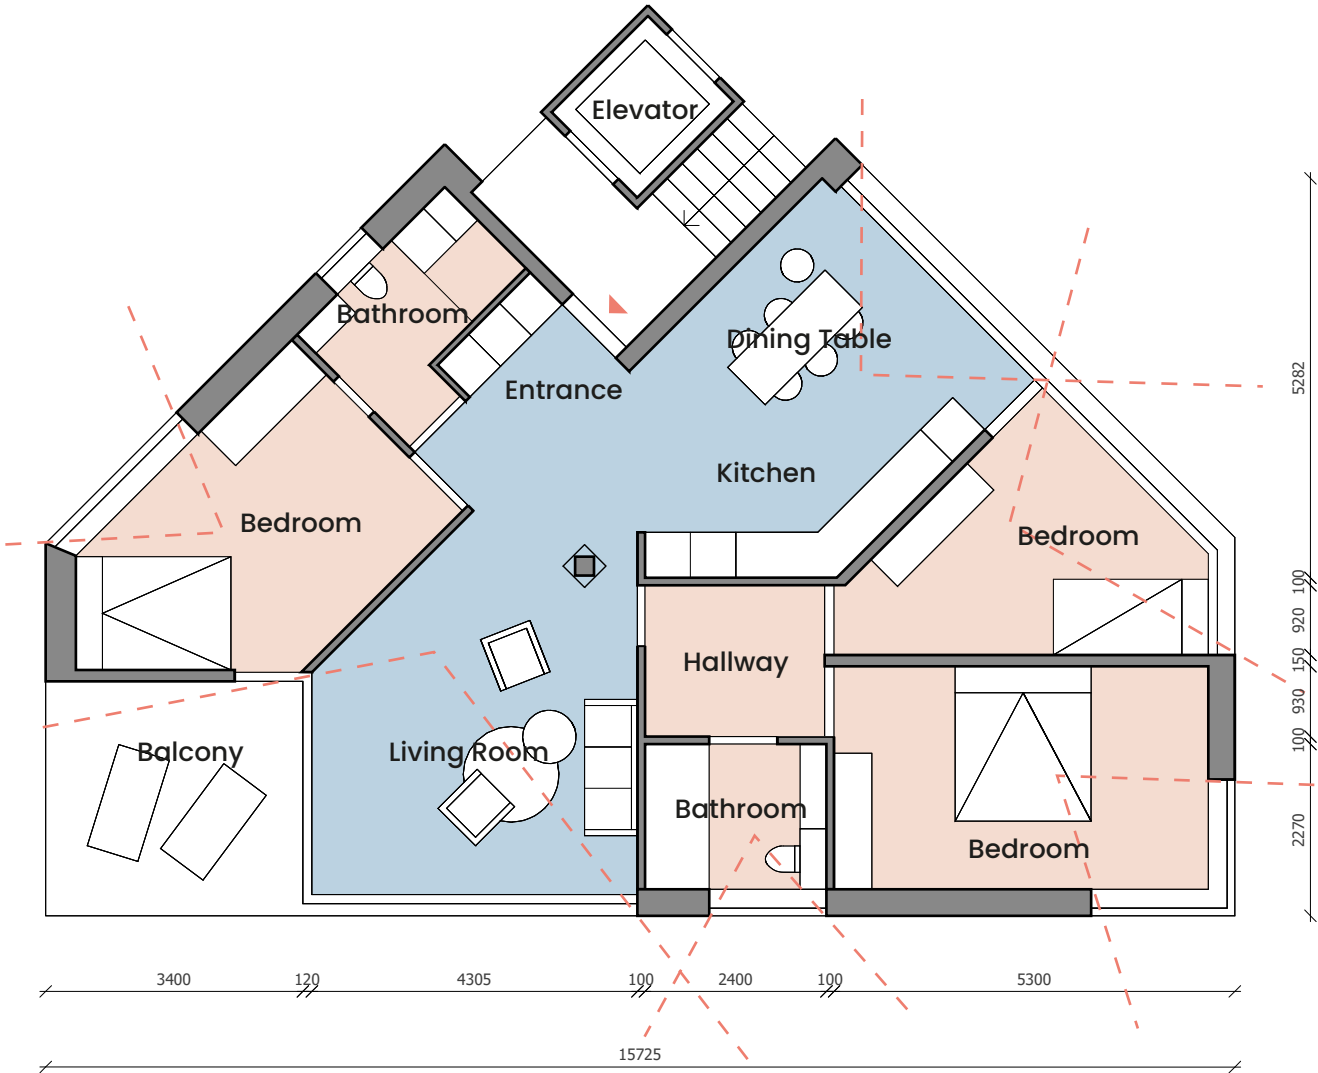 Elevator
Bathroom
Dining Table
Entrance
Kitchen
Bedroom
Bedroom
Hallway
Balcony
Living Room
Bathroom
Bedroom
5282
100
920
150
930
100
2270
3400
120
4305
100
2400
100
5300
15725